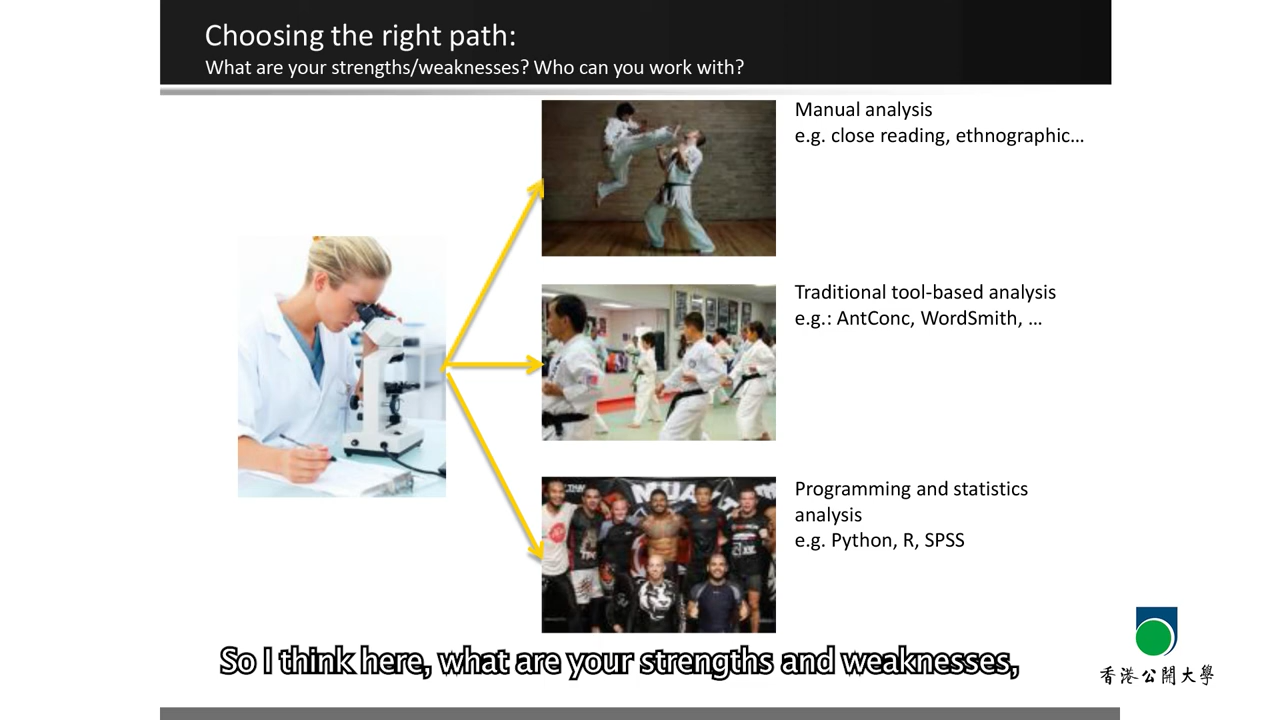 Choosing the right path:
What are your strengths/weaknesses? Who can you work with?
Manual analysis
e.g. close reading, ethnographic…
Traditional tool-based analysis
e.g.: AntConc, WordSmith, …
Programming and statistics
analysis
e.g. Python, R, SPSS
So I think here, what are your strengths and weaknesses,
香港公開大學